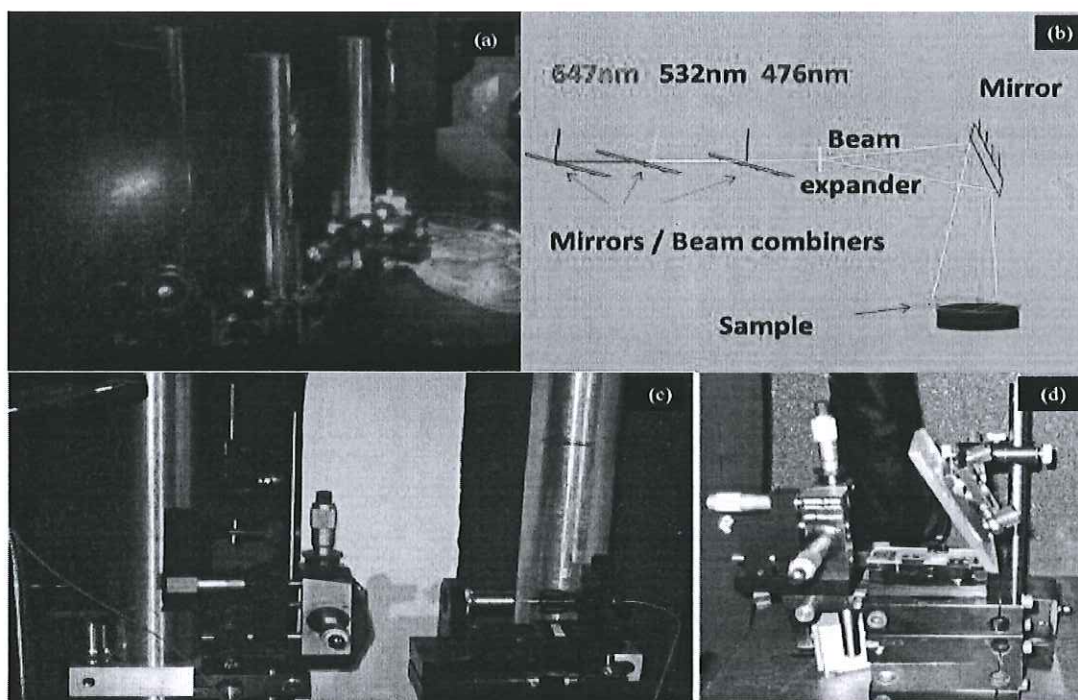 (a)
(b)
647nm 532nm 476nm
Mirror
Beam
expander
Mirrors / Beam combiners
Sample
(c)
(d)